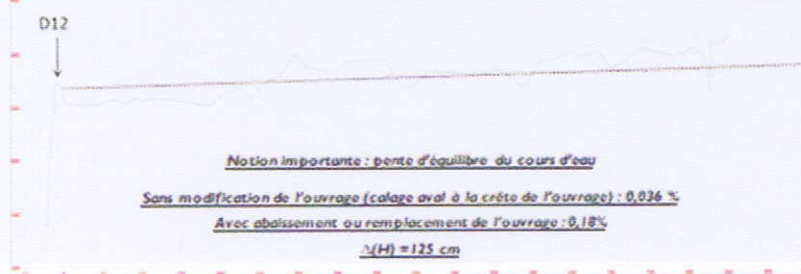 D12
Notion importante : pente d'équilibre du cours d'eau
Sans modification de l'ouvrage (calage aval à la crête de l'ouvrage) : 0,036 %
Avec abaissement ou remplacement de l'ouvrage : 0,18%
Δ(H) = 125 cm